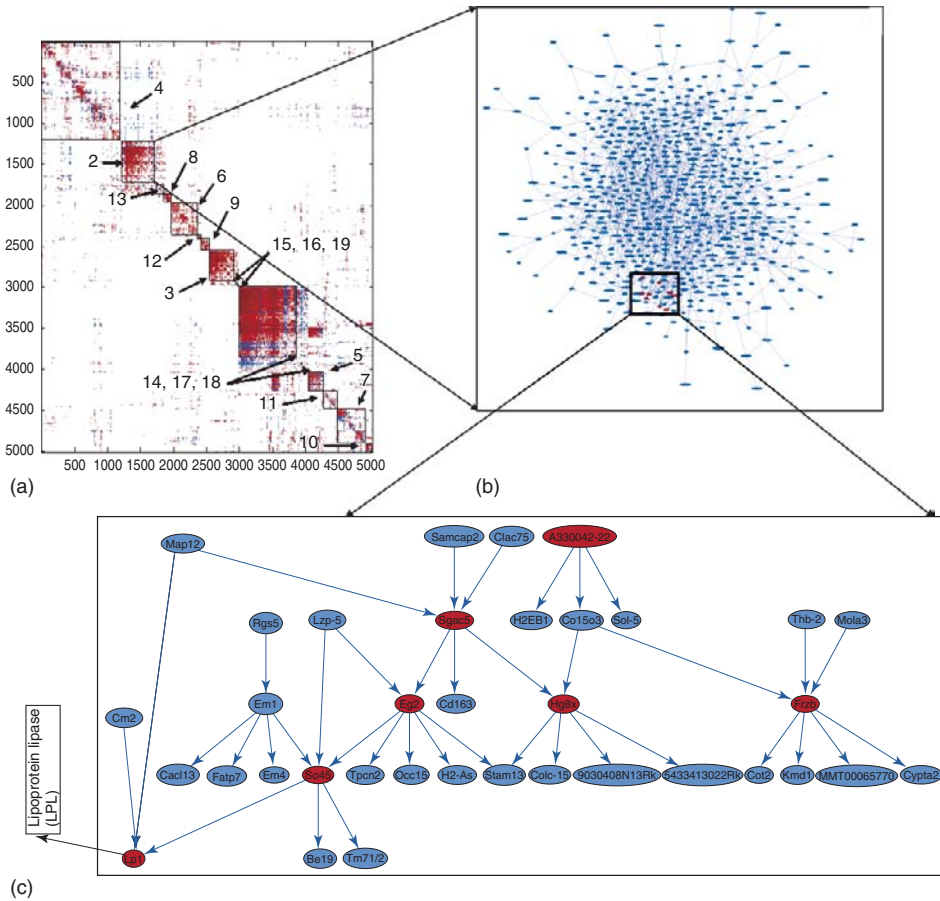 500
1000
1500
2000
2500
3000
3500
4000
4500
5000
4
2
8
13
6
9
12
15, 16, 19
3
14, 17, 18
5
7
11
10
500 1000 1500 2000 2500 3000 3500 4000 4500 5000
(a)
(b)
Map12
Samcap2
Clac75
A330042-22
Rgs5
Lzp-5
Sgac5
H2EB1
Co15o3
Sol-5
Thb-2
Mola3
Cm2
Em1
Eg2
Cd163
Hg8x
Frzb
Cacl13
Fatp7
Em4
So45
Tpcn2
Occ15
H2-As
Stam13
Colc-15
9030408N13Rk
5433413022Rk
Cot2
Kmd1
MMT00065770
Cypta2
Lp1
Be19
Tm71/2
Lipoprotein lipase
(LPL)
(c)